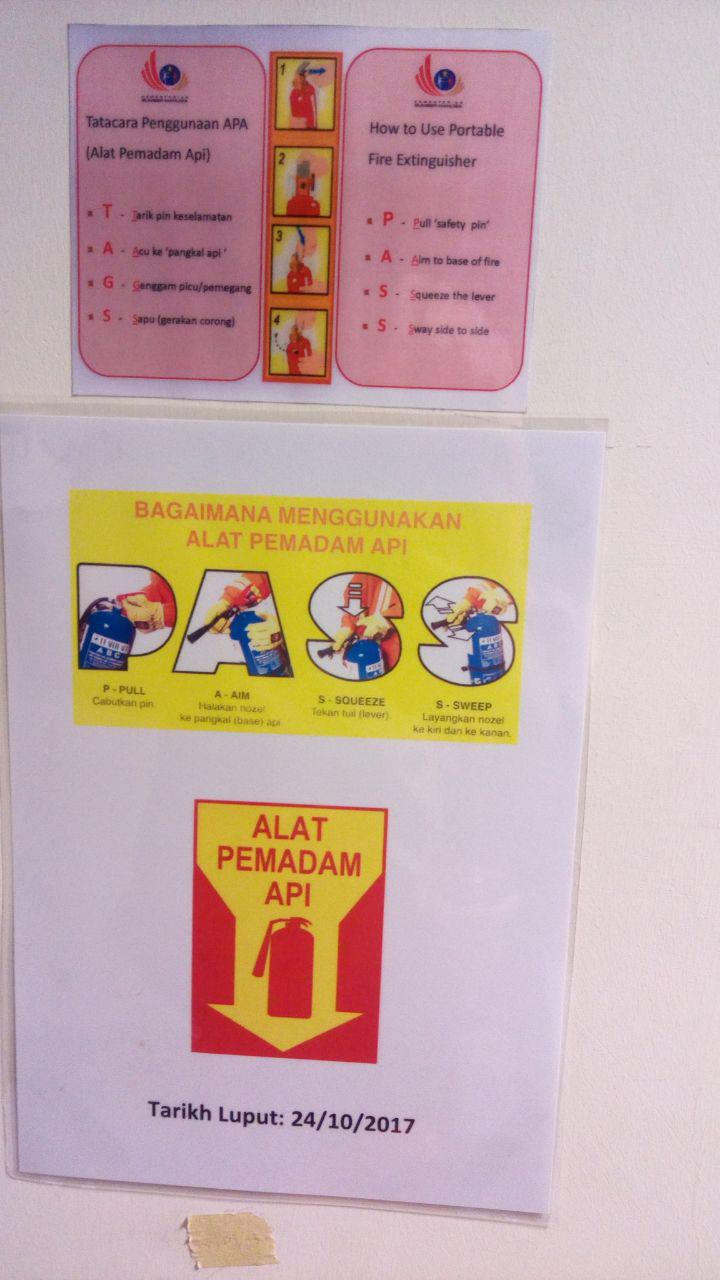 Tatacara Penggunaan APA
(Alat Pemadam Api)
T - Tarik pin keselamatan
A - Acu ke 'pangkal api '
G - Genggam picu/pemegang
S - Sapu (gerakan corong)
1
2
3
4
How to Use Portable
Fire Extinguisher
P - Pull 'safety pin'
A - Aim to base of fire
S - Squeeze the lever
S - Sway side to side
BAGAIMANA MENGGUNAKAN
ALAT PEMADAM API
PASS
P - PULL
Cabutkan pin.
A - AIM
Halakan nozel
ke pangkal (base) api.
S - SQUEEZE
Tekan tuil (lever).
S - SWEEP
Layangkan nozel
ke kiri dan ke kanan.
ALAT
PEMADAM
API
Tarikh Luput: 24/10/2017